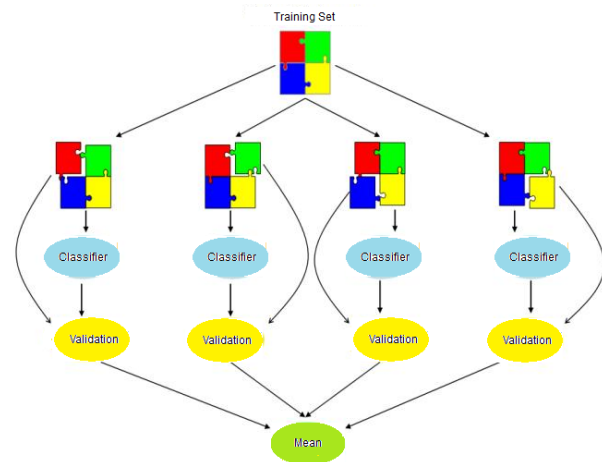 Training Set
Classifier
Classifier
Classifier
Classifier
Validation
Validation
Validation
Validation
Mean